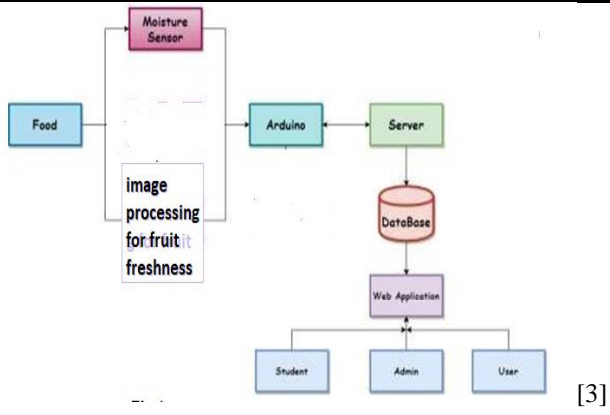 Moisture
Sensor
Food
Arduino
Server
image
processing
for fruit
freshness
DataBase
Web Application
Student
Admin
User
[3]